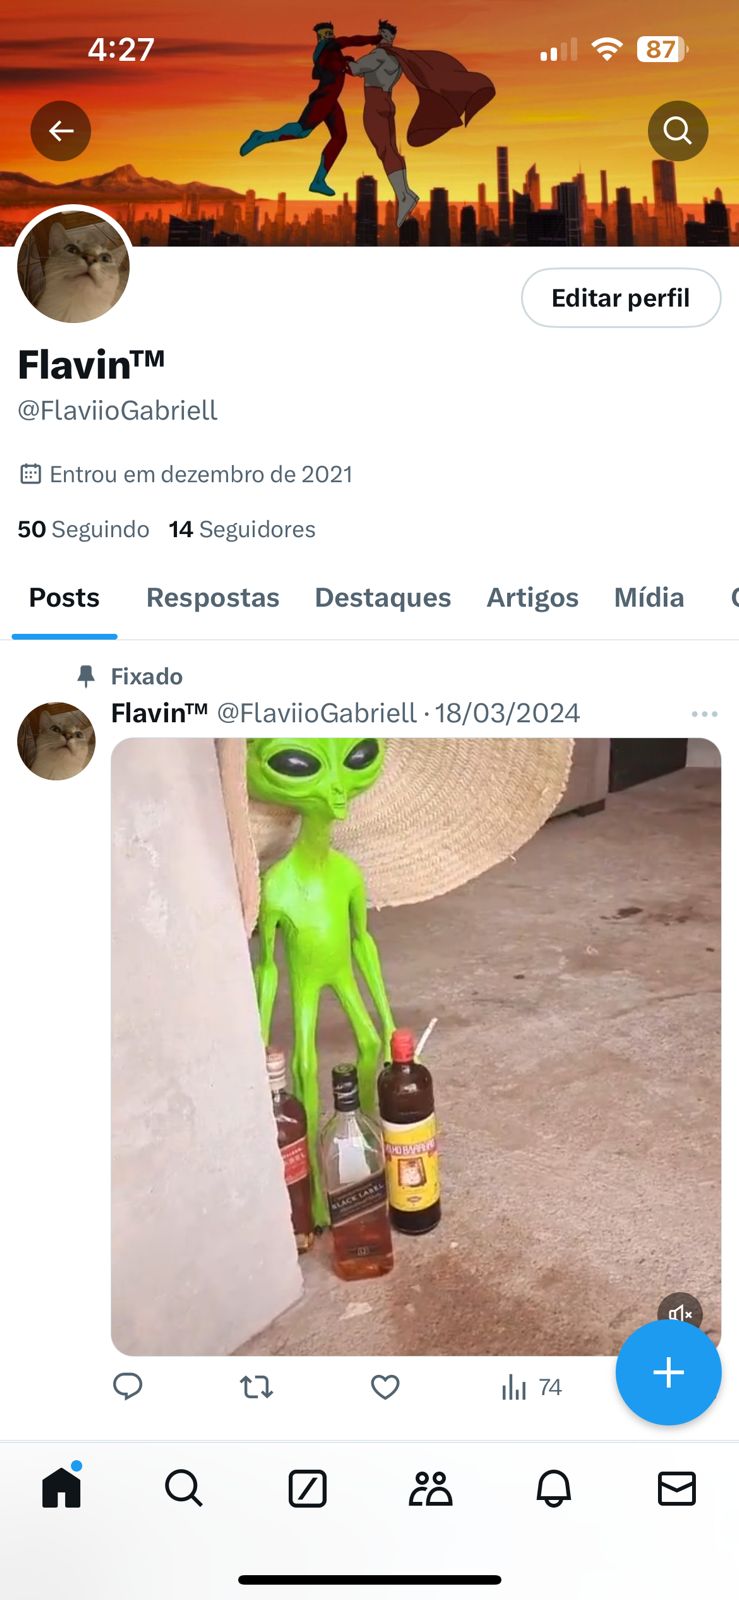 4:27
87
Editar perfil
Flavin™
@FlaviioGabriell
Entrou em dezembro de 2021
50 Seguindo 14 Seguidores
Posts Respostas Destaques Artigos Mídia
Fixado
Flavin™ @FlaviioGabriell · 18/03/2024
BLACK LABEL
74